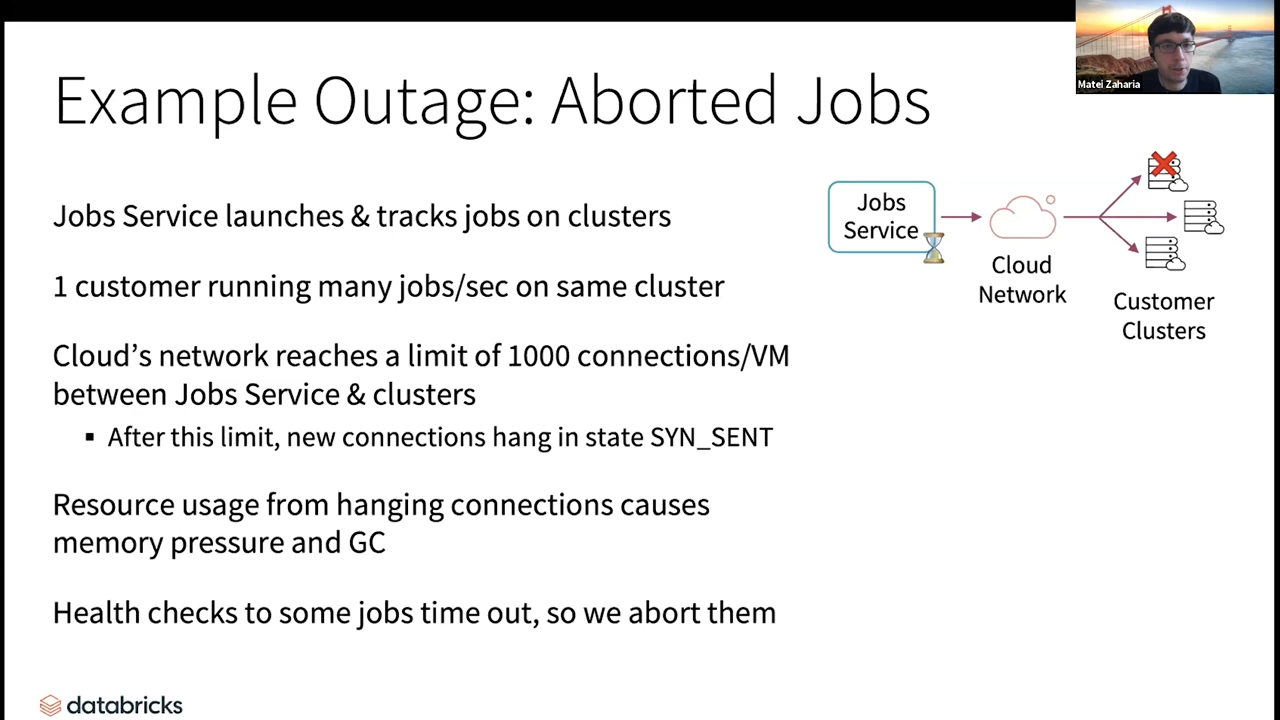 Matei Zaharia
Example Outage: Aborted Jobs
Jobs Service launches & tracks jobs on clusters
1 customer running many jobs/sec on same cluster
Cloud’s network reaches a limit of 1000 connections/VM
between Jobs Service & clusters
▪ After this limit, new connections hang in state SYN_SENT
Resource usage from hanging connections causes
memory pressure and GC
Health checks to some jobs time out, so we abort them
Jobs
Service
Cloud
Network
Customer
Clusters
databricks